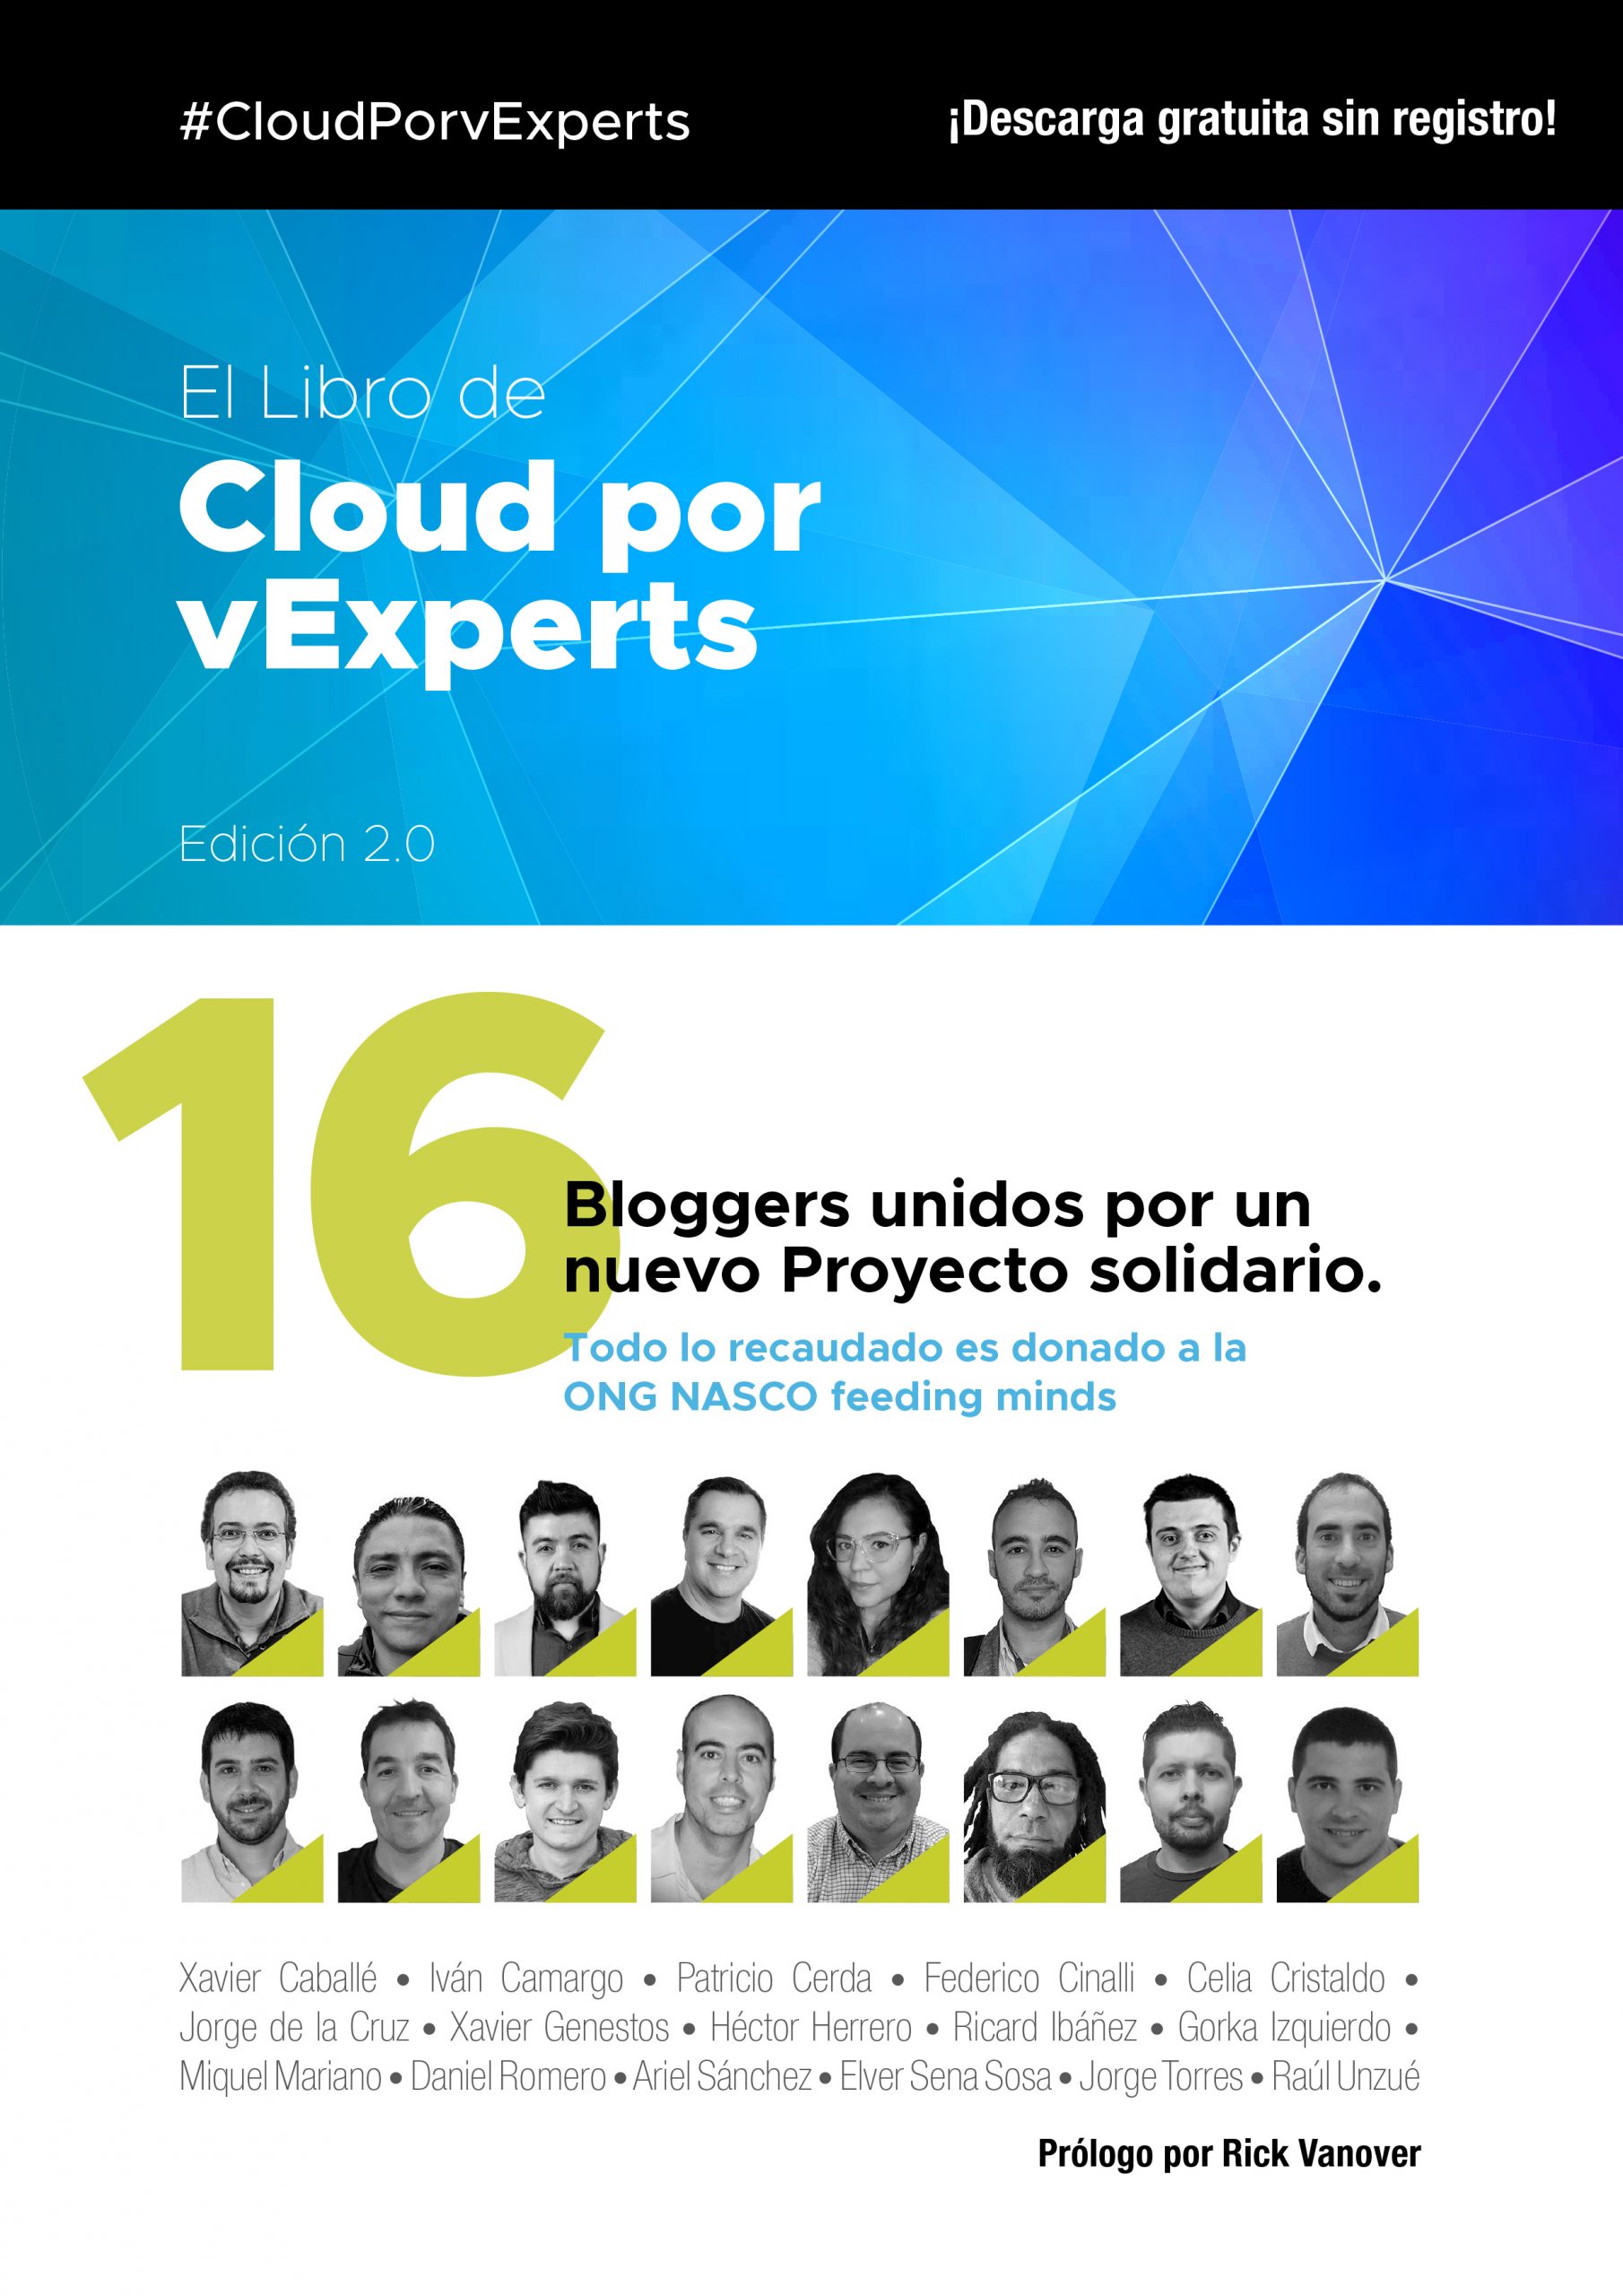 #CloudPorvExperts
¡Descarga gratuita sin registro!
El Libro de
Cloud por
vExperts
Edición 2.0
16
Bloggers unidos por un
nuevo Proyecto solidario.
Todo lo recaudado es donado a la
ONG NASCO feeding minds
Xavier Caballé • Iván Camargo • Patricio Cerda • Federico Cinalli • Celia Cristaldo •
Jorge de la Cruz • Xavier Genestos • Héctor Herrero • Ricard Ibáñez • Gorka Izquierdo •
Miquel Mariano • Daniel Romero • Ariel Sánchez • Elver Sena Sosa • Jorge Torres • Raúl Unzué
Prólogo por Rick Vanover